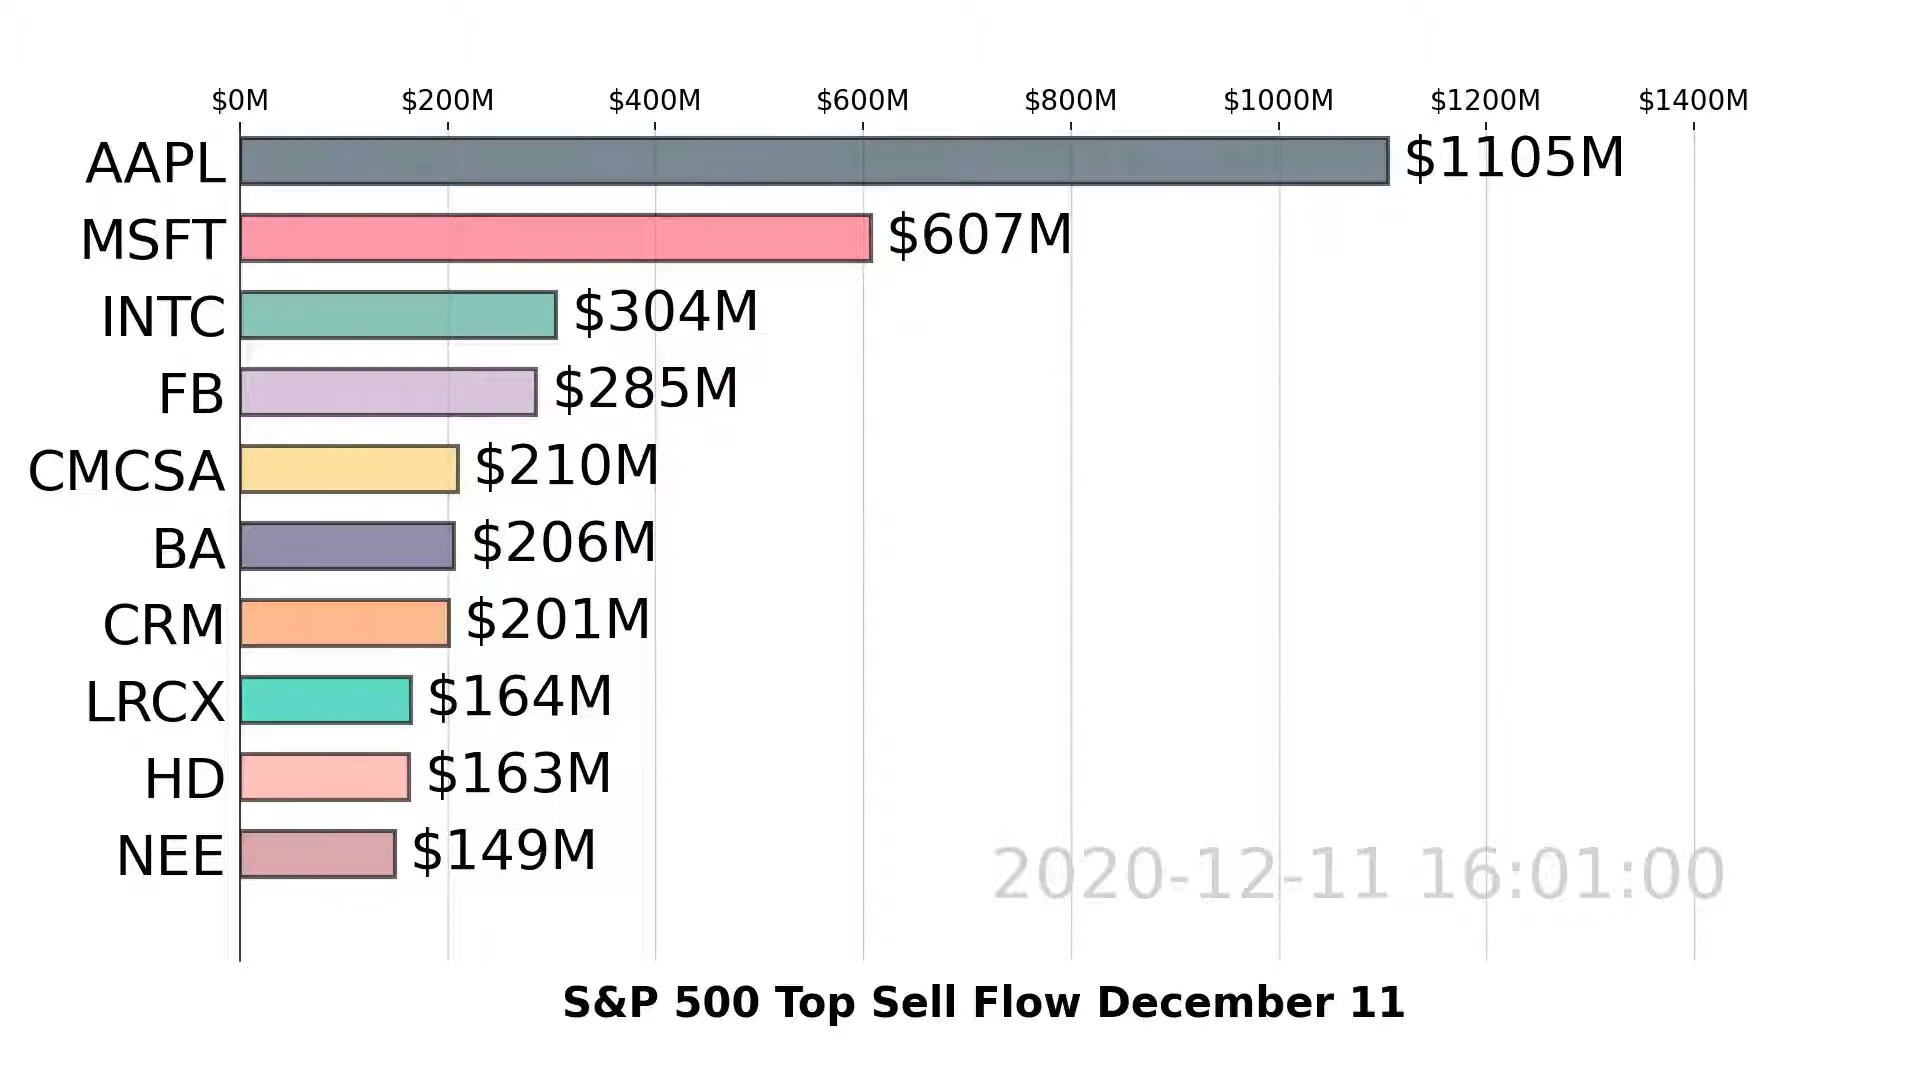 $0M $200M $400M $600M $800M $1000M $1200M $1400M
AAPL $1105M
MSFT $607M
INTC $304M
FB $285M
CMCSA $210M
BA $206M
CRM $201M
LRCX $164M
HD $163M
NEE $149M
2020-12-11 16:01:00
S&P 500 Top Sell Flow December 11